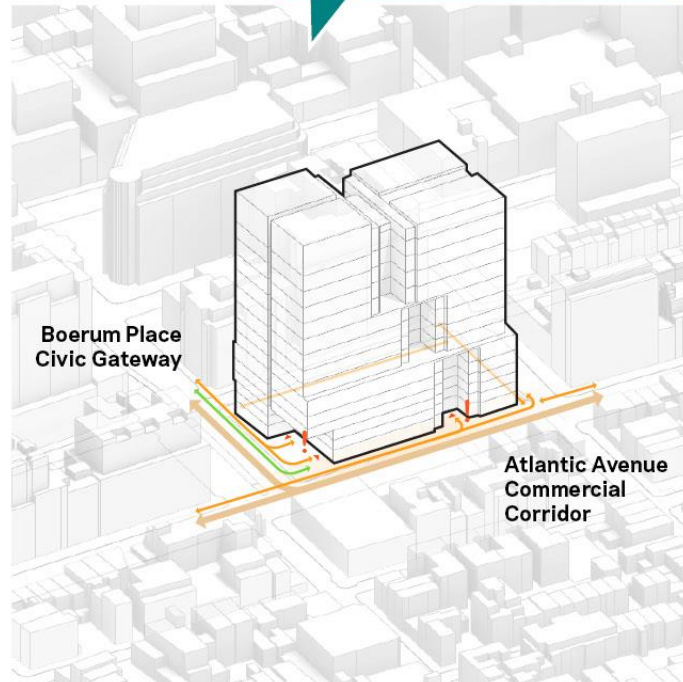 Boerum Place
Civic Gateway
Atlantic Avenue
Commercial
Corridor